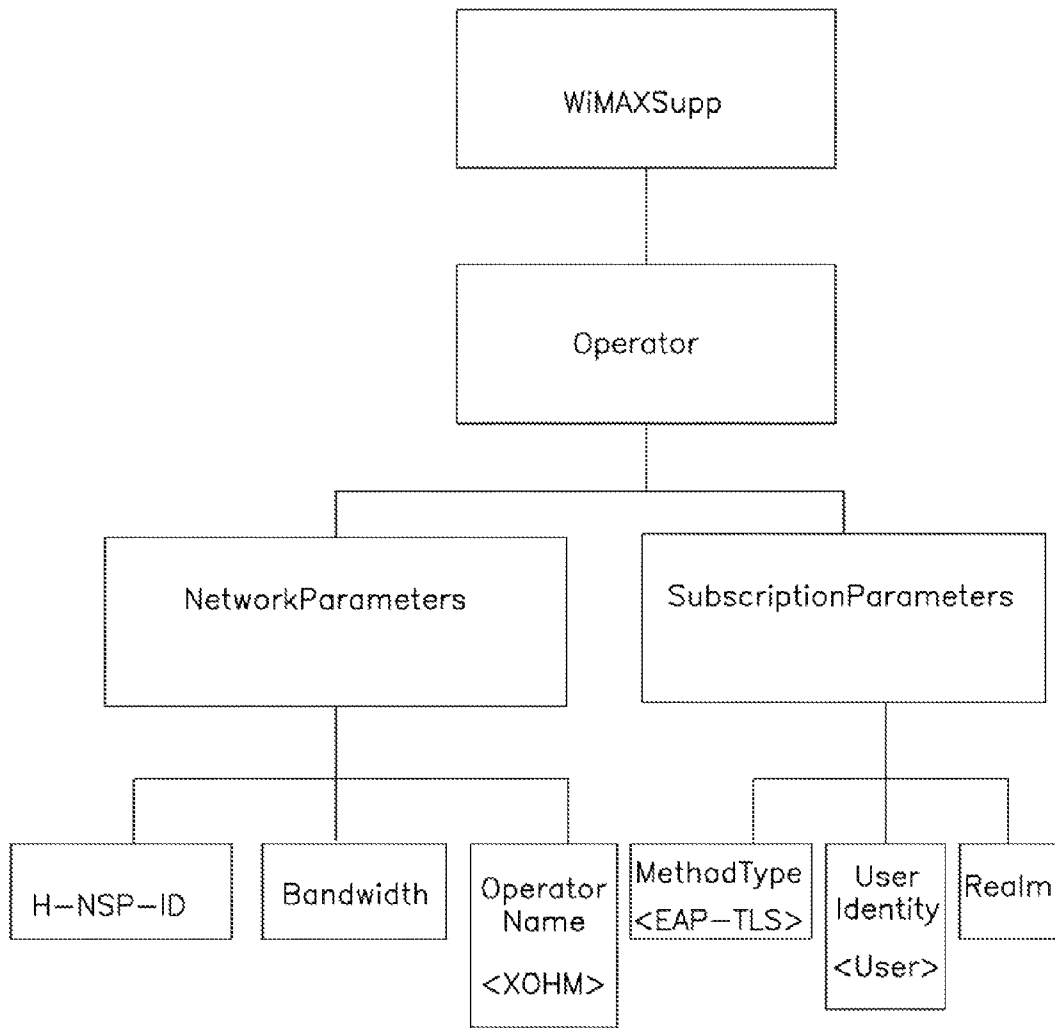 WiMAXSupp
Operator
NetworkParameters
SubscriptionParameters
H-NSP-ID
Bandwidth
Operator
Name
<XOHM>
MethodType
<EAP-TLS>
User
Identity
<User>
Realm